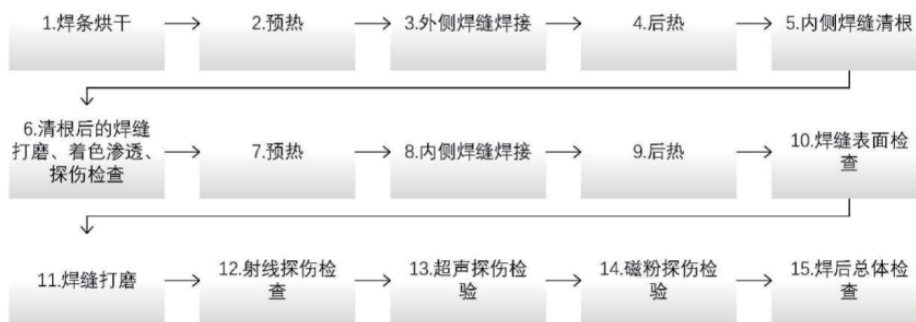 1.焊条烘干
2.预热
3.外侧焊缝焊接
4.后热
5.内侧焊缝清根
6.清根后的焊缝
打磨、着色渗透、
探伤检查
7.预热
8.内侧焊缝焊接
9.后热
10.焊缝表面检
查
11.焊缝打磨
12.射线探伤检
查
13.超声探伤检
验
14.磁粉探伤检
验
15.焊后总体检
查